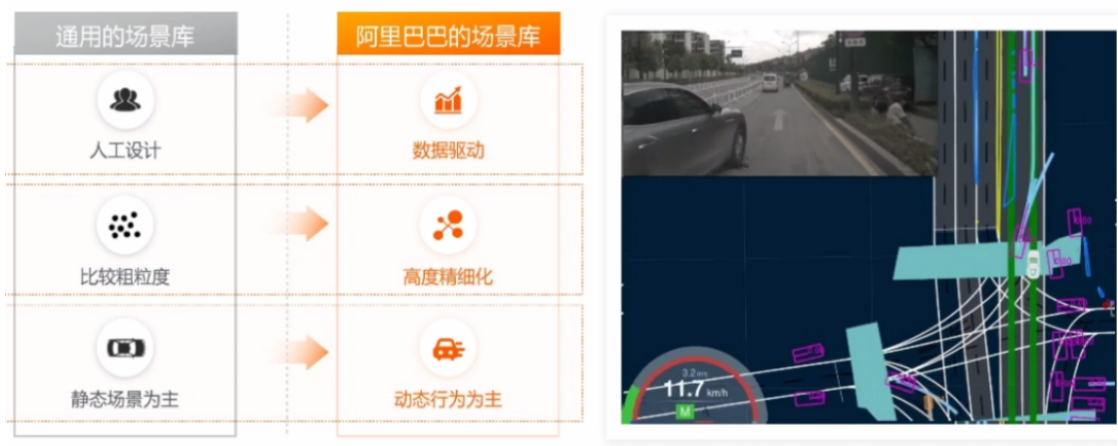 通用的场景库
阿里巴巴的场景库
人工设计
数据驱动
比较粗粒度
高度精细化
静态场景为主
动态行为为主
3.2 m/s
11.7 km/h
M